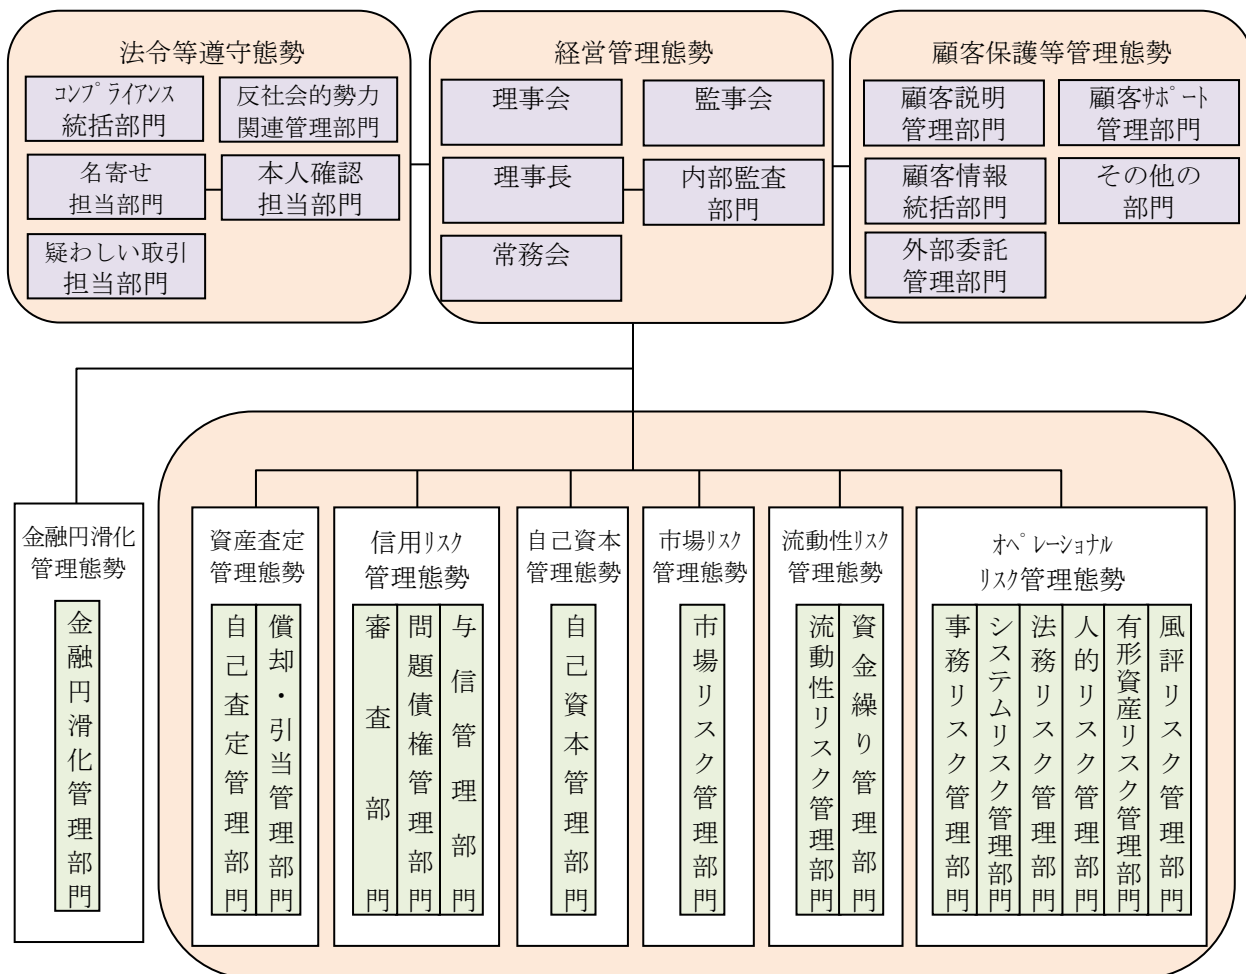 法令等遵守態勢
コンプライアンス
統括部門
反社会的勢力
関連管理部門
名寄せ
担当部門
本人確認
担当部門
疑わしい取引
担当部門
経営管理態勢
理事会
監事会
理事長
内部監査
部門
常務会
顧客保護等管理態勢
顧客説明
管理部門
顧客サポート
管理部門
顧客情報
統括部門
その他の
部門
外部委託
管理部門
金融円滑化
管理態勢
金融円滑化管理部門
資産査定
管理態勢
自己査定管理部門
償却・引当管理部門
信用リスク
管理態勢
審査部門
問題債権管理部門
与信管理部門
自己資本
管理態勢
自己資本管理部門
市場リスク
管理態勢
市場リスク管理部門
流動性リスク
管理態勢
流動性リスク管理部門
資金繰り管理部門
オペレーショナル
リスク管理態勢
事務リスク管理部門
システムリスク管理部門
法務リスク管理部門
人的リスク管理部門
有形資産リスク管理部門
風評リスク管理部門